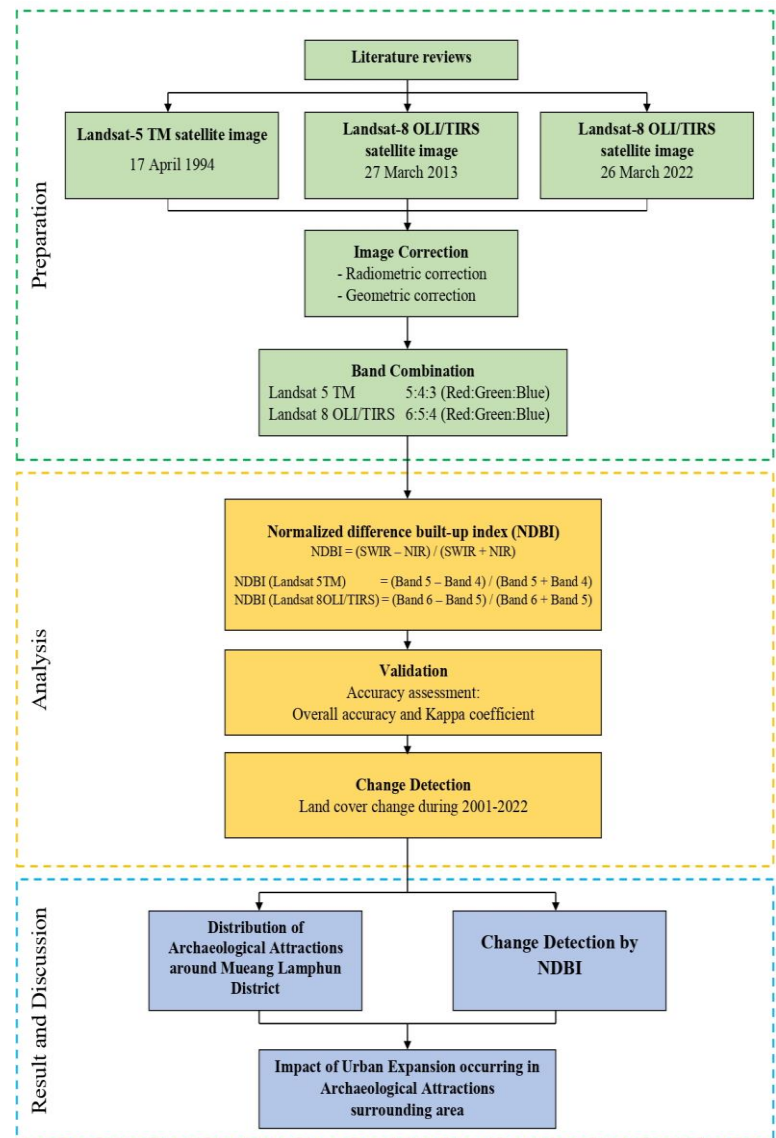 Preparation
Literature reviews
Landsat-5 TM satellite image
17 April 1994
Landsat-8 OLI/TIRS
satellite image
27 March 2013
Landsat-8 OLI/TIRS
satellite image
26 March 2022
Image Correction
- Radiometric correction
- Geometric correction
Band Combination
Landsat 5 TM 5:4:3 (Red:Green:Blue)
Landsat 8 OLI/TIRS 6:5:4 (Red:Green:Blue)
Analysis
Normalized difference built-up index (NDBI)
NDBI = (SWIR – NIR) / (SWIR + NIR)
NDBI (Landsat 5TM) = (Band 5 – Band 4) / (Band 5 + Band 4)
NDBI (Landsat 8OLI/TIRS) = (Band 6 – Band 5) / (Band 6 + Band 5)
Validation
Accuracy assessment:
Overall accuracy and Kappa coefficient
Change Detection
Land cover change during 2001-2022
Result and Discussion
Distribution of
Archaeological Attractions
around Mueang Lamphun
District
Change Detection by
NDBI
Impact of Urban Expansion occurring in
Archaeological Attractions
surrounding area